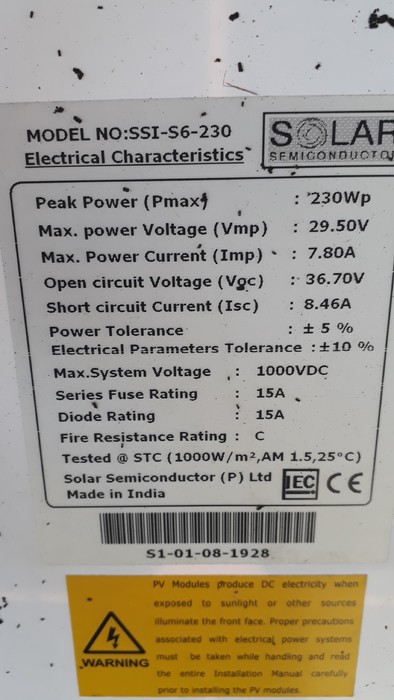 MODEL NO:SSI-S6-230
SOLAR
Electrical Characteristics
SEMICONDUCTO
Peak Power (Pmax) : 230Wp
Max. power Voltage (Vmp) : 29.50V
Max. Power Current (Imp) : 7.80A
Open circuit Voltage (Voc) : 36.70V
Short circuit Current (Isc) : 8.46A
Power Tolerance : ± 5 %
Electrical Parameters Tolerance :±10 %
Max.System Voltage : 1000VDC
Series Fuse Rating : 15A
Diode Rating : 15A
Fire Resistance Rating : C
Tested @ STC (1000W/m²,AM 1.5,25°C)
Solar Semiconductor (P) Ltd
Made in India
IEC CE
S1-01-08-1928
WARNING
PV Modules produce DC electricity when
exposed to sunlight or other sources
illuminate the front face. Proper precautions
associated with electrical power systems
must be taken while handling and read
the entire Installation Manual carefully
prior to installing the PV modules.